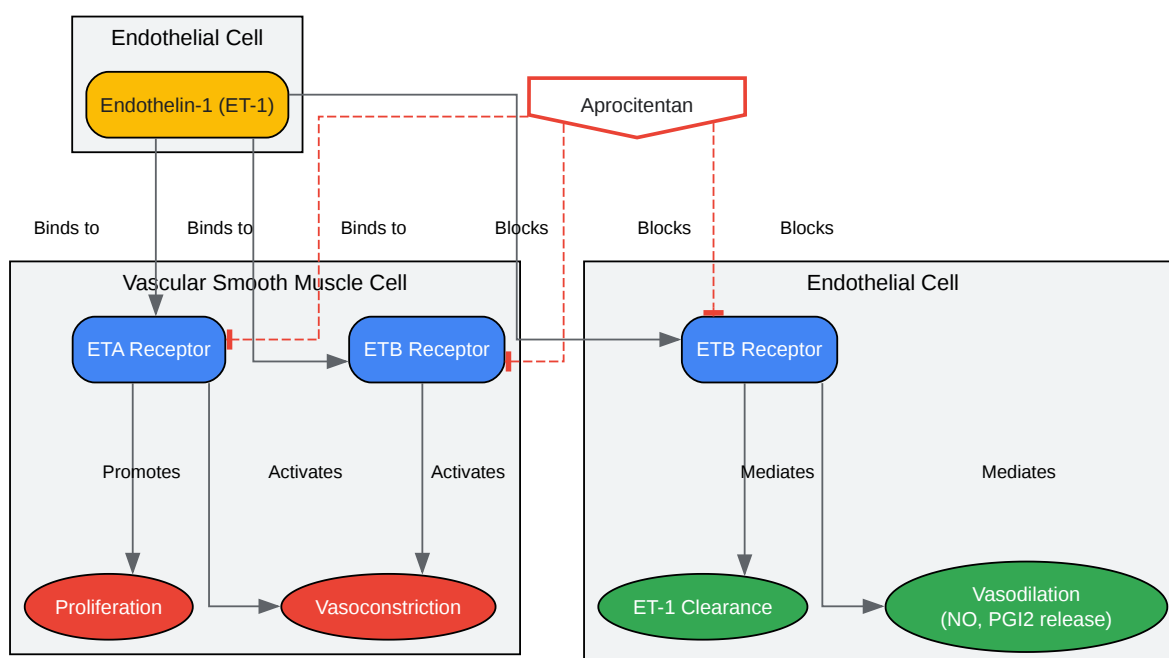 Endothelial Cell
Endothelin-1 (ET-1)
Aprocitentan
Binds to
Binds to
Binds to
Blocks
Blocks
Blocks
Vascular Smooth Muscle Cell
Endothelial Cell
ETA Receptor
ETB Receptor
ETB Receptor
Promotes
Activates
Activates
Mediates
Mediates
Proliferation
Vasoconstriction
ET-1 Clearance
Vasodilation
(NO, PGI2 release)